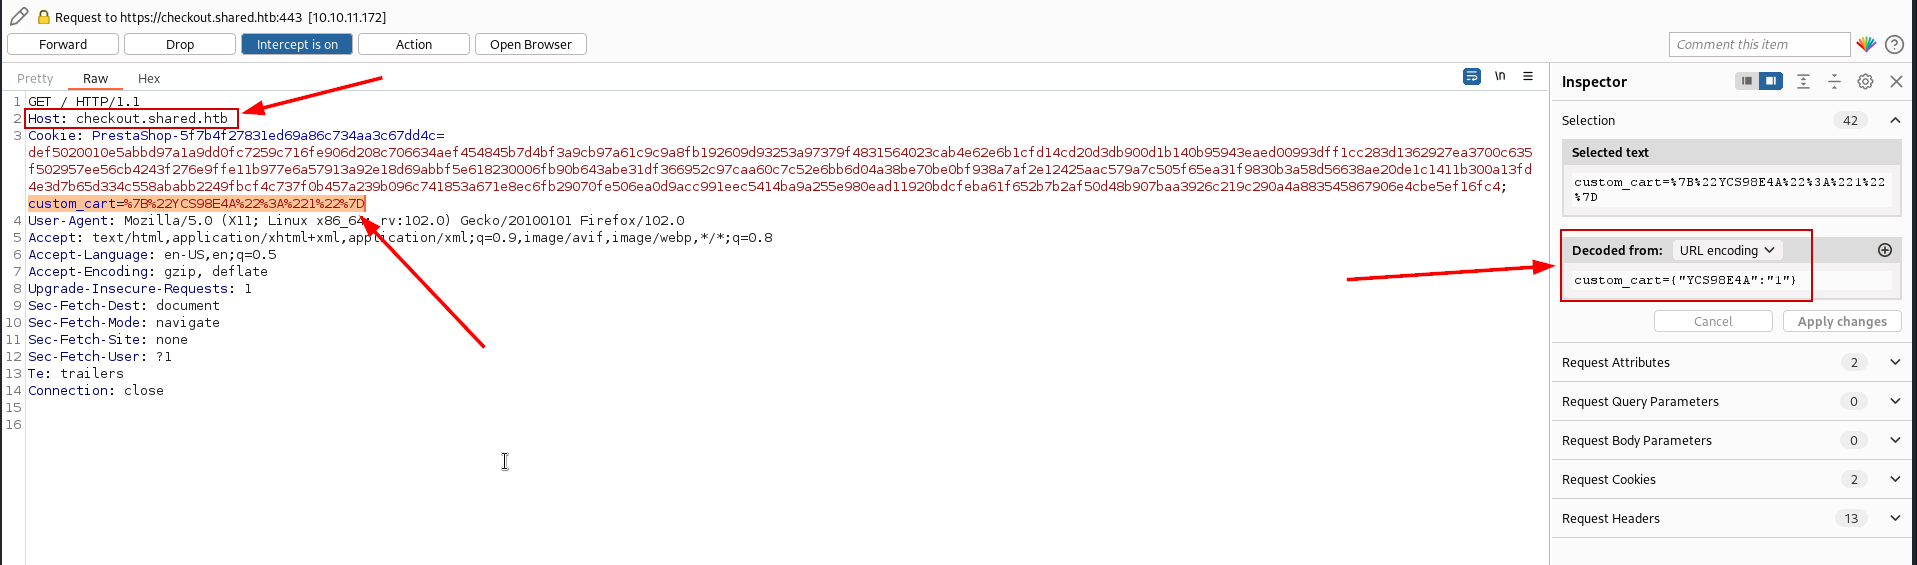 Request to https://checkout.shared.htb:443 [10.10.11.172]
Forward Drop Intercept is on Action Open Browser Comment this item
Pretty Raw Hex \n Inspector
1 GET / HTTP/1.1
2 Host: checkout.shared.htb
3 Cookie: PrestaShop-5f7b4f27831ed69a86c734aa3c67dd4c=
def5020010e5abbd97a1a9dd0fc7259c716fe906d208c706634aef454845b7d4bf3a9cb97a61c9c9a8fb192609d93253a97379f4831564023cab4e62e6b1cfd14cd20d3db900d1b140b95943eaed00993dff1cc283d1362927ea3700c635
f502957ee56cb4243f276e9ffe11b977e6a57913a92e18d69abbf5e618230006fb90b643abe31df366952c97caa60c7c52e6bb6d04a38be70be0bf938a7af2e12425aac579a7c505f65ea31f9830b3a58d56638ae20de1c1411b300a13fd
4e3d7b65d334c558ababb2249fbcf4c737f0b457a239b096c741853a671e8ec6fb29070fe506ea0d9acc991eec5414ba9a255e980ead11920bdcfeba61f652b7b2af50d48b907baa3926c219c290a4a883545867906e4cbe5ef16fc4;
custom_cart=%7B%22YCS98E4A%22%3A%221%22%7D
4 User-Agent: Mozilla/5.0 (X11; Linux x86_64; rv:102.0) Gecko/20100101 Firefox/102.0
5 Accept: text/html,application/xhtml+xml,application/xml;q=0.9,image/avif,image/webp,*/*;q=0.8
6 Accept-Language: en-US,en;q=0.5
7 Accept-Encoding: gzip, deflate
8 Upgrade-Insecure-Requests: 1
9 Sec-Fetch-Dest: document
10 Sec-Fetch-Mode: navigate
11 Sec-Fetch-Site: none
12 Sec-Fetch-User: ?1
13 Te: trailers
14 Connection: close
15
16
Selection 42
Selected text
custom_cart=%7B%22YCS98E4A%22%3A%221%22
%7D
Decoded from: URL encoding
custom_cart={"YCS98E4A":"1"}
Cancel Apply changes
Request Attributes 2
Request Query Parameters 0
Request Body Parameters 0
Request Cookies 2
Request Headers 13